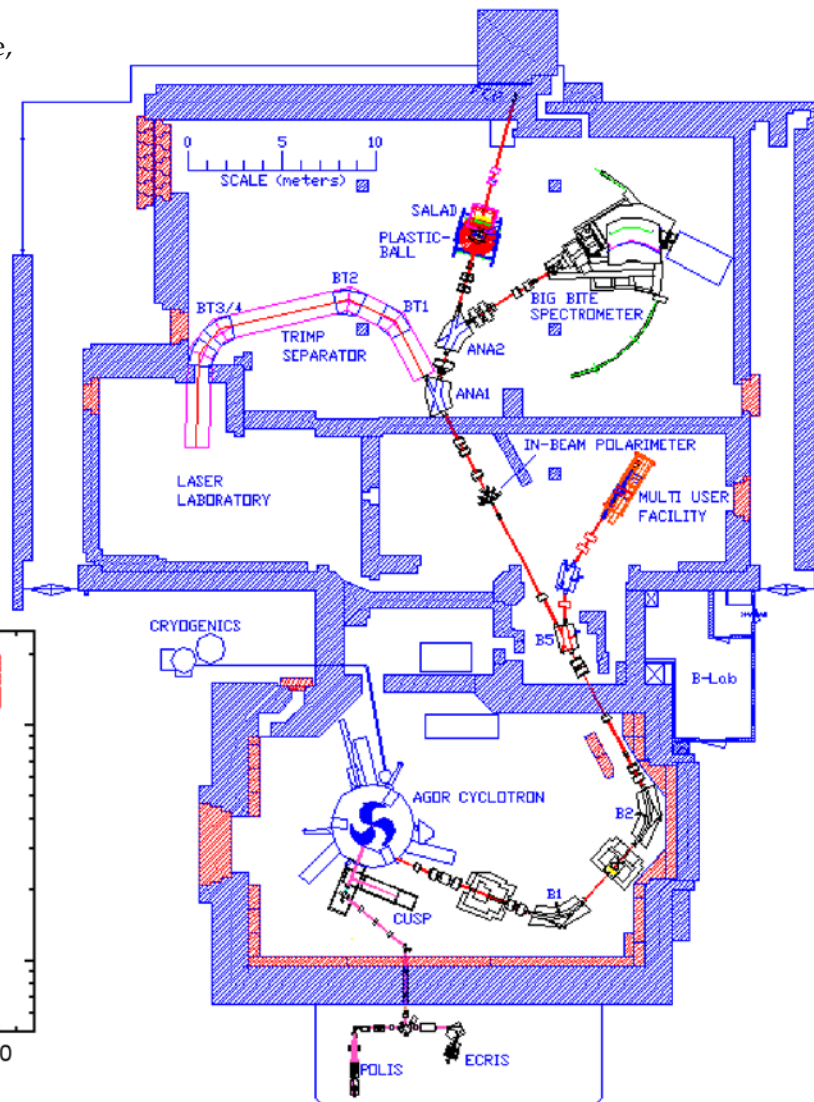 e,
0 5 10
SCALE (meters)
SALAD
PLASTIC-
BALL
BT2
BT3/4
BT1
TRIMP
SEPARATOR
BIG BITE
SPECTROMETER
ANA2
ANA1
IN-BEAM POLARIMETER
LASER
LABORATORY
MULTI USER
FACILITY
CRYOGENICS
B5
B-Lab
AGOR CYCLOTRON
B2
B1
CUSP
0
POLIS
ECRIS